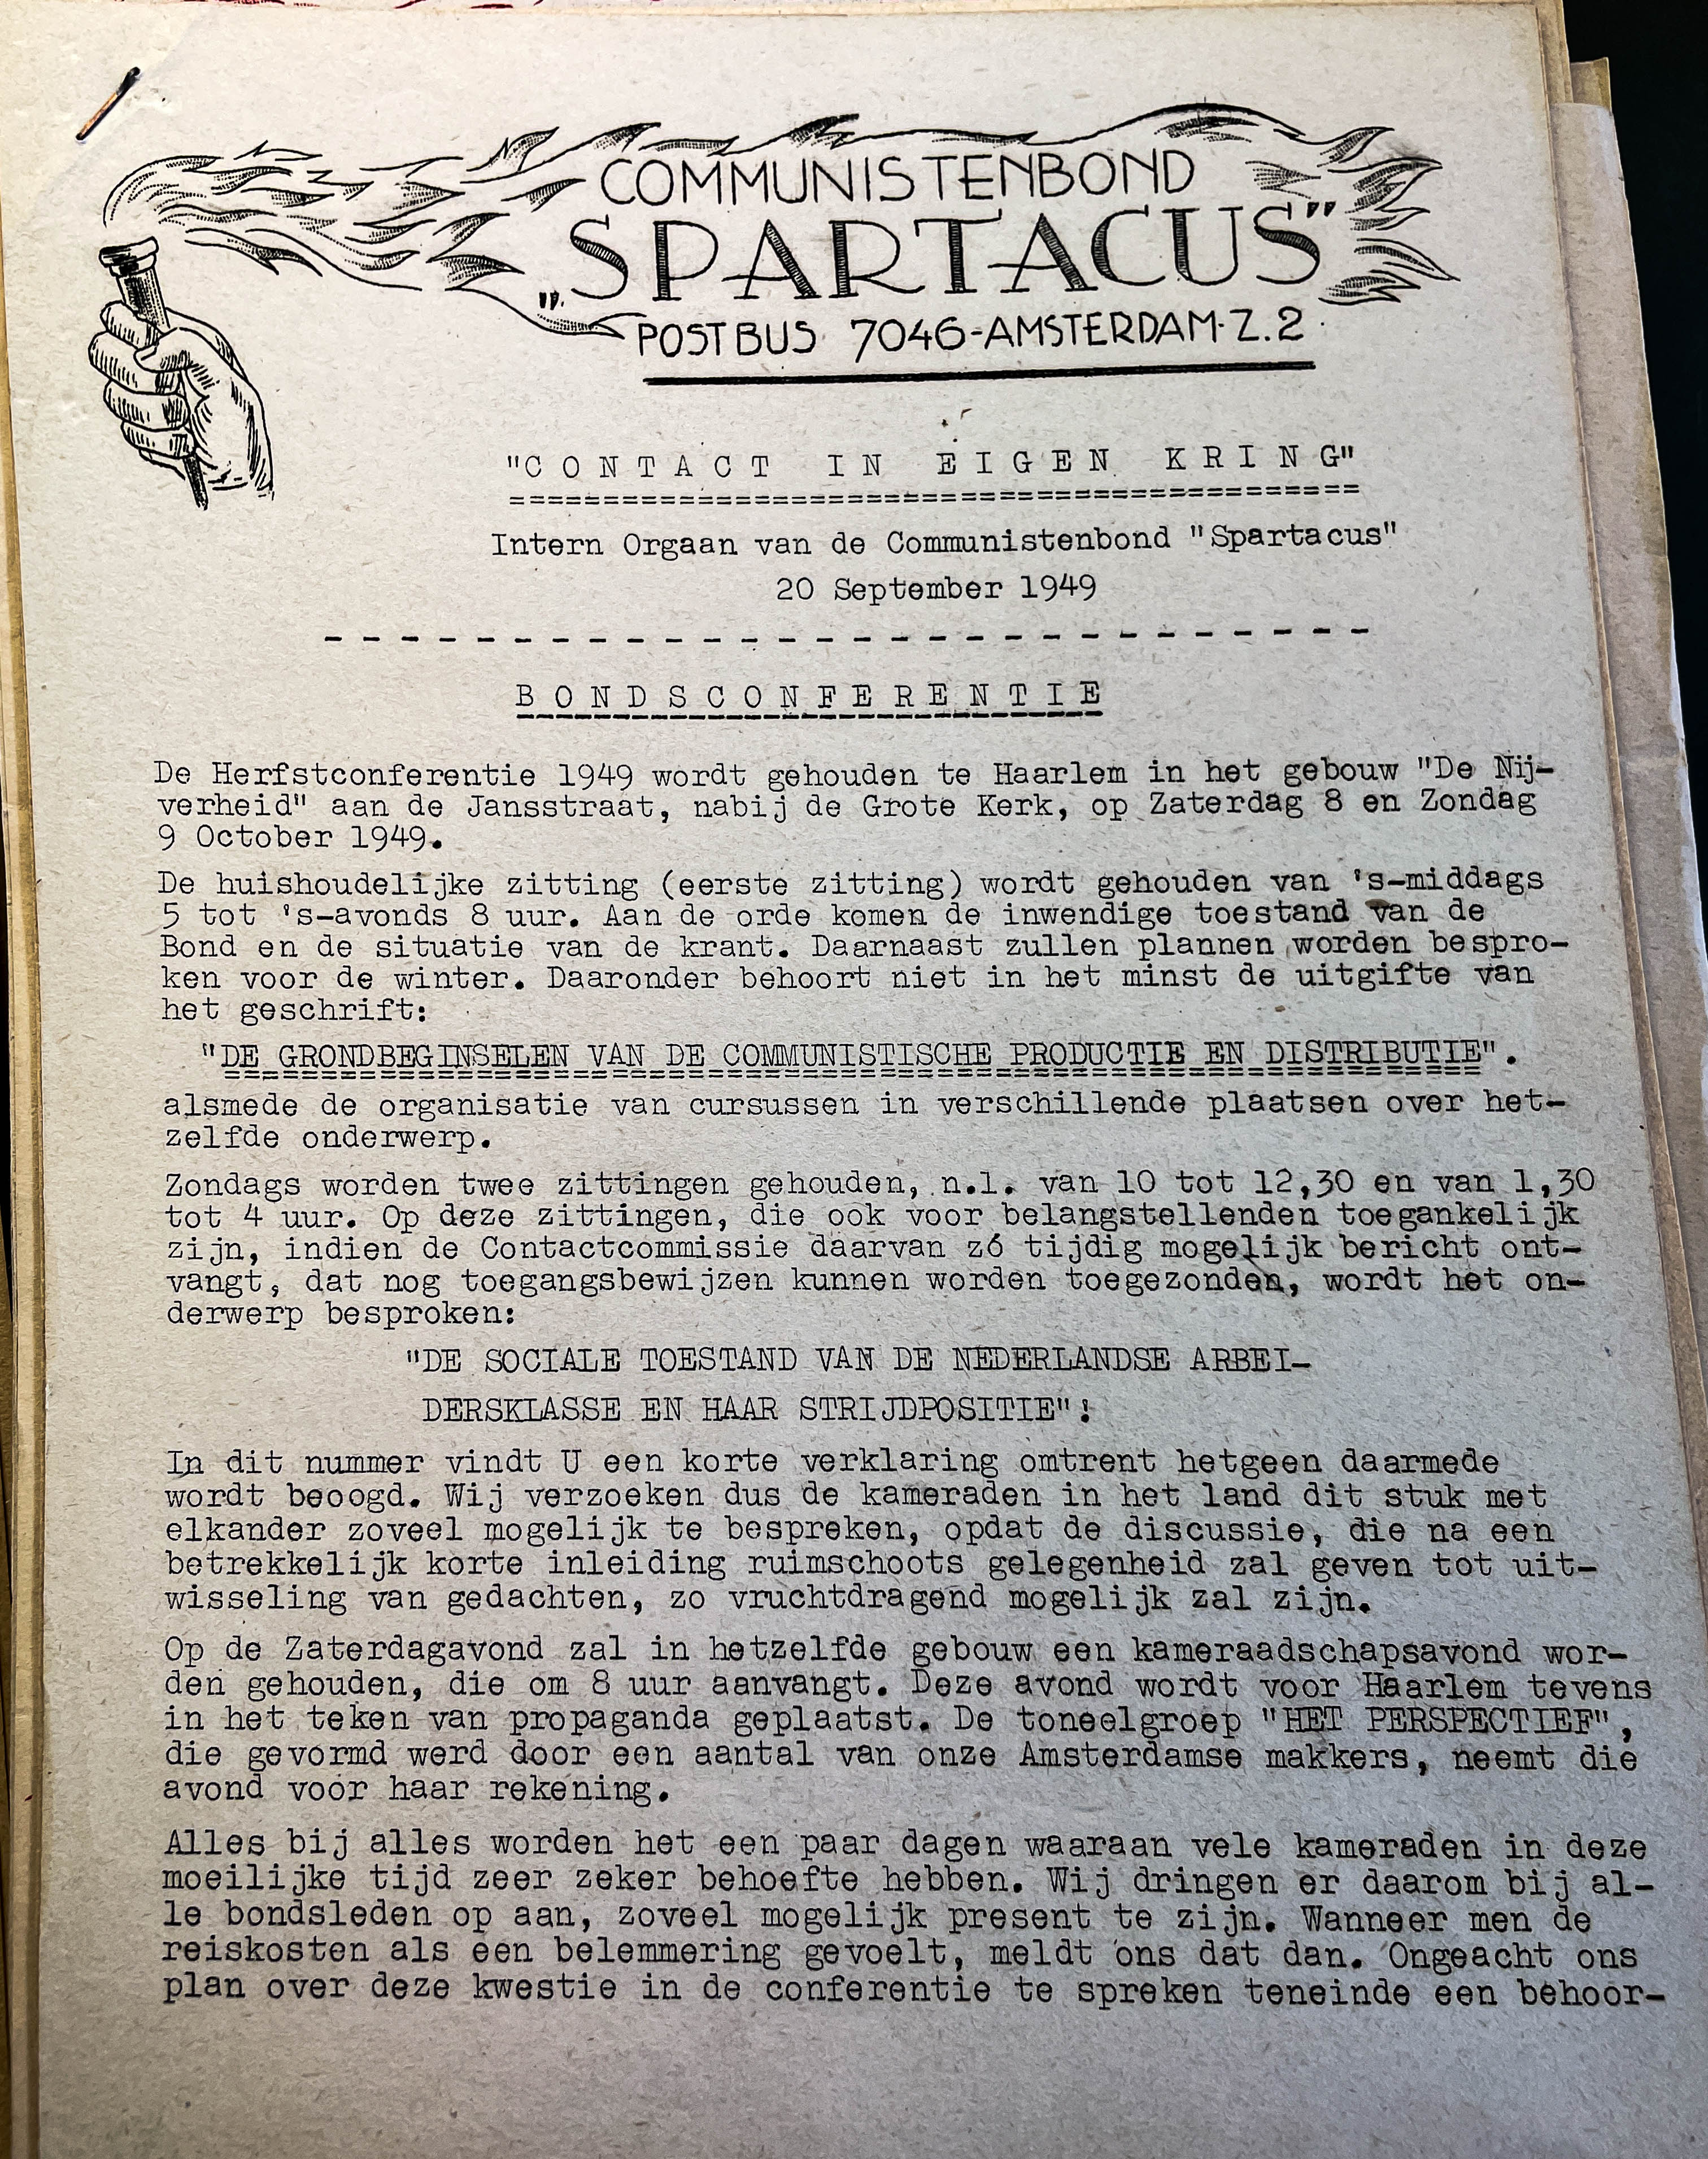 COMMUNISTENBOND
„SPARTACUS"
POSTBUS 7046-AMSTERDAM-Z.2
"CONTACT IN EIGEN KRING"
==============================================
Intern Orgaan van de Communistenbond "Spartacus"
20 September 1949
- - - - - - - - - - - - - - - - - - - - - - - - - - - -
BONDSCONFERENTIE
De Herfstconferentie 1949 wordt gehouden te Haarlem in het gebouw "De Nij-
verheid" aan de Jansstraat, nabij de Grote Kerk, op Zaterdag 8 en Zondag
9 October 1949.
De huishoudelijke zitting (eerste zitting) wordt gehouden van 's-middags
5 tot 's-avonds 8 uur. Aan de orde komen de inwendige toestand van de
Bond en de situatie van de krant. Daarnaast zullen plannen worden bespro-
ken voor de winter. Daaronder behoort niet in het minst de uitgifte van
het geschrift:
"DE GRONDBEGINSELEN VAN DE COMMUNISTISCHE PRODUCTIE EN DISTRIBUTIE".
alsmede de organisatie van cursussen in verschillende plaatsen over het-
zelfde onderwerp.
Zondags worden twee zittingen gehouden, n.l. van 10 tot 12,30 en van 1,30
tot 4 uur. Op deze zittingen, die ook voor belangstellenden toegankelijk
zijn, indien de Contactcommissie daarvan zó tijdig mogelijk bericht ont-
vangt, dat nog toegangsbewijzen kunnen worden toegezonden, wordt het on-
derwerp besproken:
"DE SOCIALE TOESTAND VAN DE NEDERLANDSE ARBEI-
DERSKLASSE EN HAAR STRIJDPOSITIE"!
In dit nummer vindt U een korte verklaring omtrent hetgeen daarmede
wordt beoogd. Wij verzoeken dus de kameraden in het land dit stuk met
elkander zoveel mogelijk te bespreken, opdat de discussie, die na een
betrekkelijk korte inleiding ruimschoots gelegenheid zal geven tot uit-
wisseling van gedachten, zo vruchtdragend mogelijk zal zijn.
Op de Zaterdagavond zal in hetzelfde gebouw een kameraadschapsavond wor-
den gehouden, die om 8 uur aanvangt. Deze avond wordt voor Haarlem tevens
in het teken van propaganda geplaatst. De toneelgroep "HET PERSPECTIEF",
die gevormd werd door een aantal van onze Amsterdamse makkers, neemt die
avond voor haar rekening.
Alles bij alles worden het een paar dagen waaraan vele kameraden in deze
moeilijke tijd zeer zeker behoefte hebben. Wij dringen er daarom bij al-
le bondsleden op aan, zoveel mogelijk present te zijn. Wanneer men de
reiskosten als een belemmering gevoelt, meldt ons dat dan. Ongeacht ons
plan over deze kwestie in de conferentie te spreken teneinde een behoor-